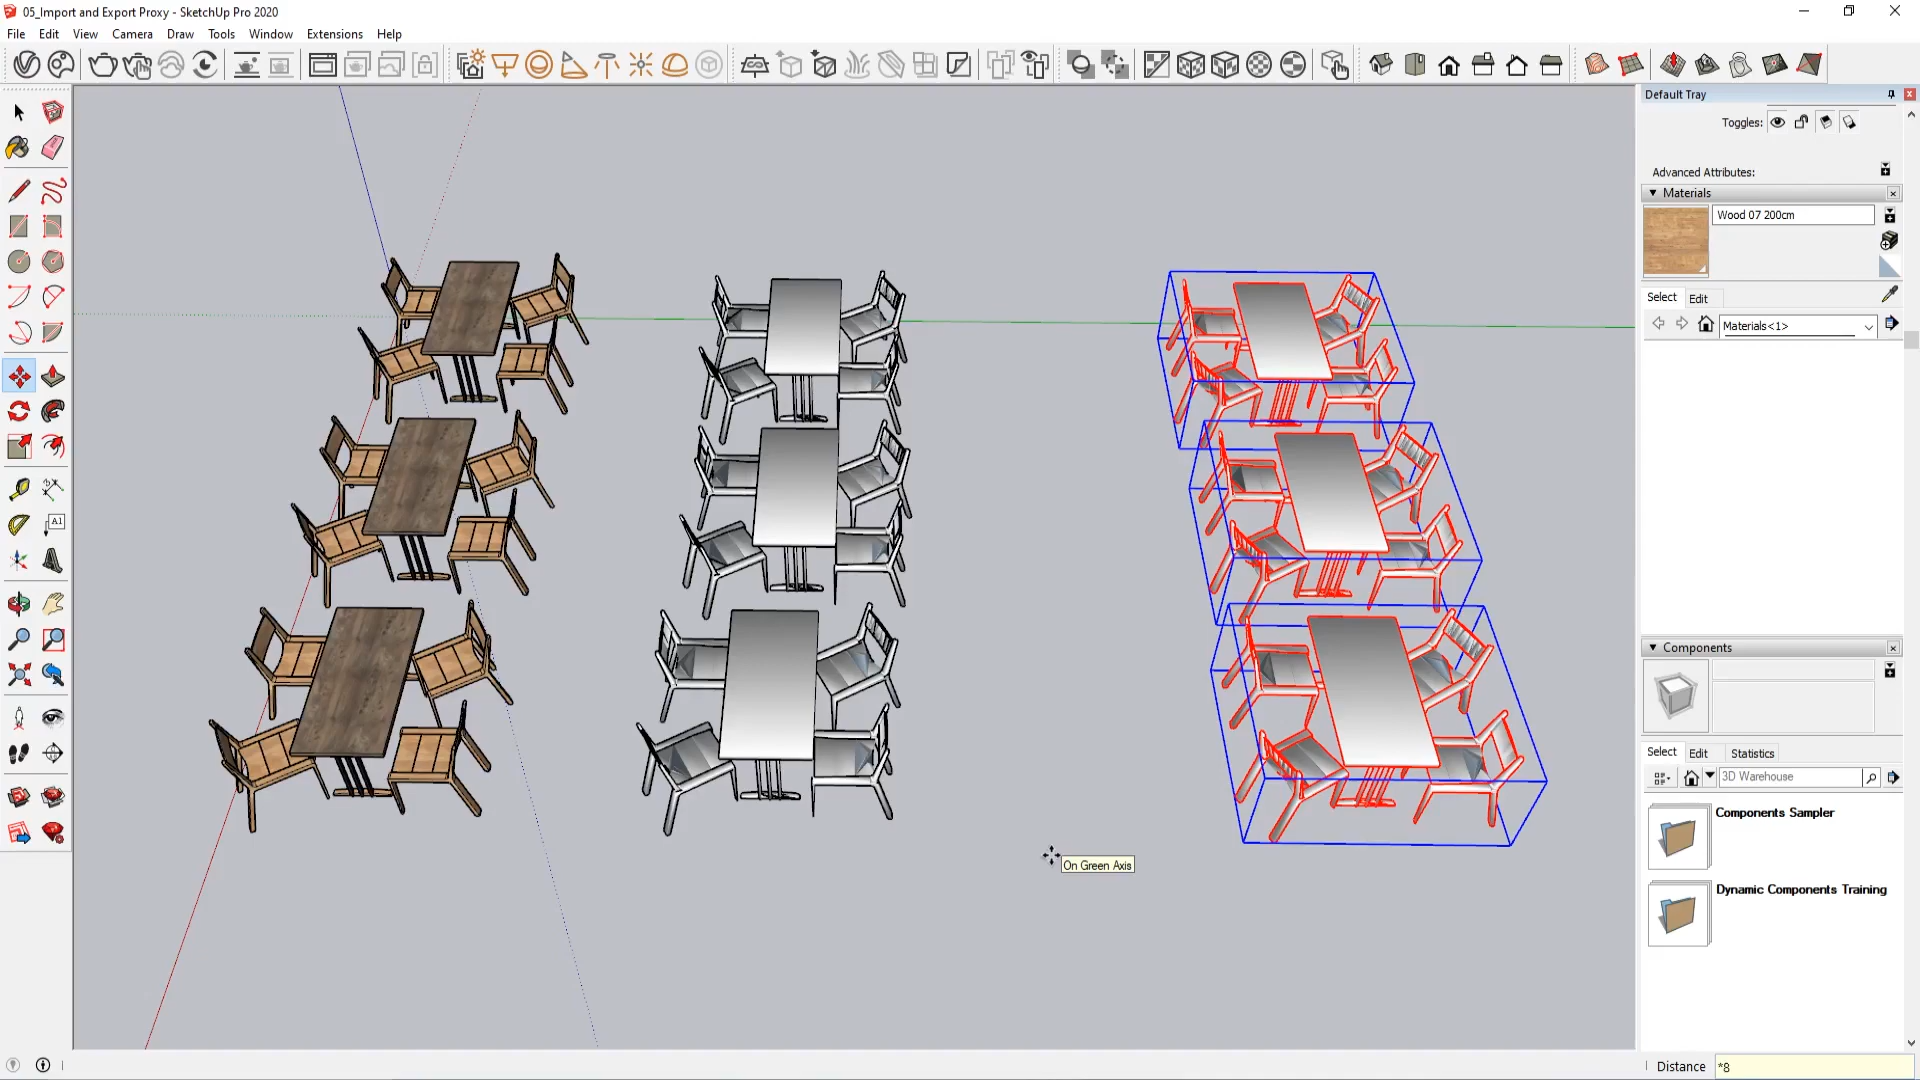 05_Import and Export Proxy - SketchUp Pro 2020
File Edit View Camera Draw Tools Window Extensions Help
Default Tray
Toggles:
Advanced Attributes:
Materials
Wood 07 200cm
Select Edit
Materials<1>
Components
Select Edit Statistics
3D Warehouse
Components Sampler
Dynamic Components Training
A1
On Green Axis
Distance *8